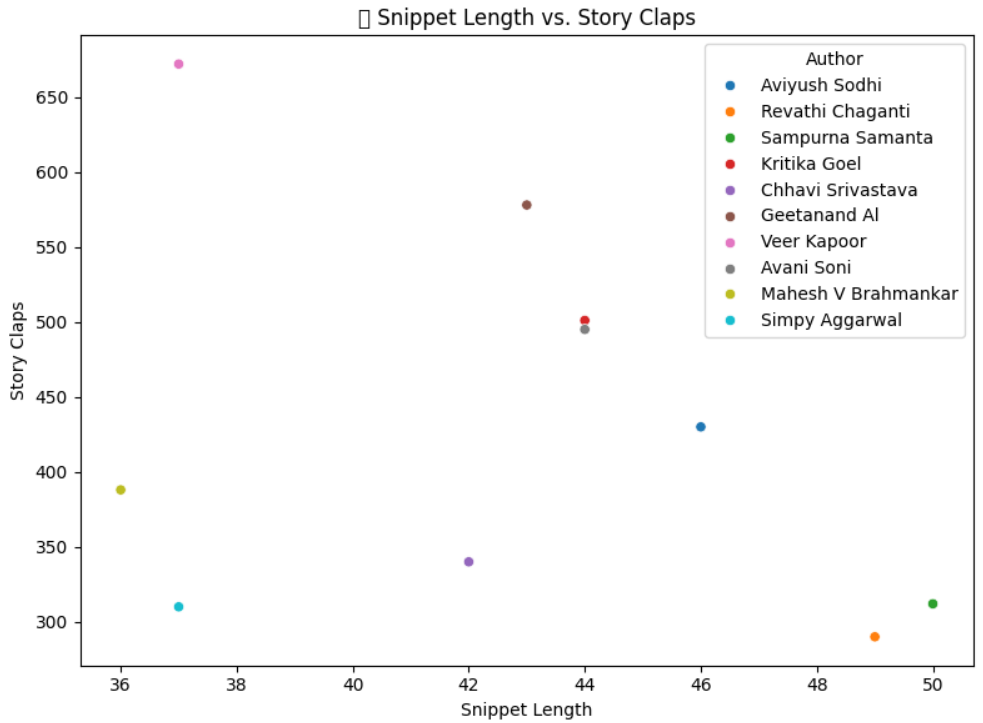 Snippet Length vs. Story Claps
Author
Aviyush Sodhi
Revathi Chaganti
Sampurna Samanta
Kritika Goel
Chhavi Srivastava
Geetanand Al
Veer Kapoor
Avani Soni
Mahesh V Brahmankar
Simpy Aggarwal
Story Claps
650
600
550
500
450
400
350
300
36 38 40 42 44 46 48 50
Snippet Length